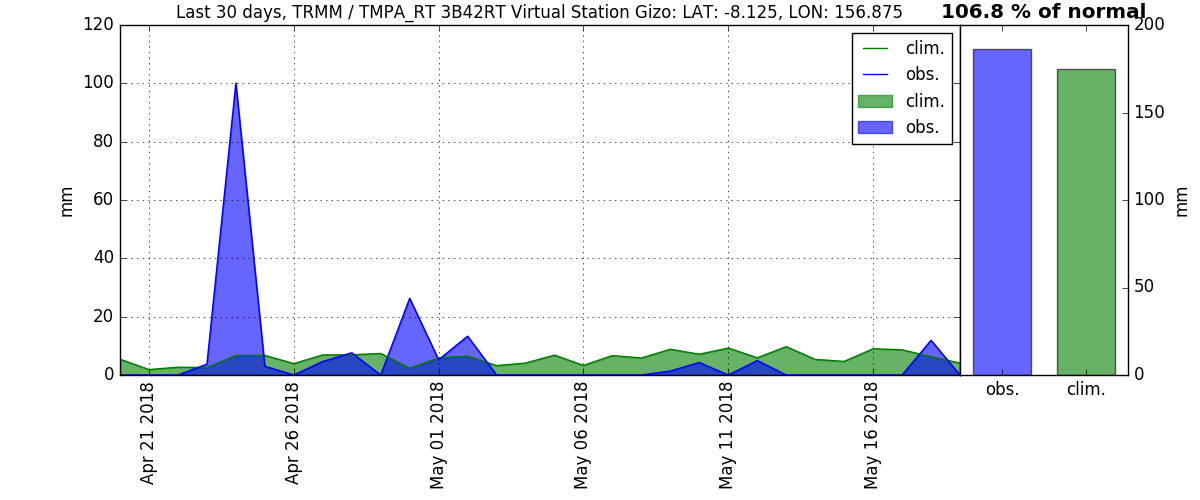 Last 30 days, TRMM / TMPA_RT 3B42RT Virtual Station Gizo: LAT: -8.125, LON: 156.875
106.8 % of normal
120
100
80
60
40
20
0
mm
clim.
obs.
clim.
obs.
200
150
100
50
0
mm
Apr 21 2018
Apr 26 2018
May 01 2018
May 06 2018
May 11 2018
May 16 2018
obs.
clim.